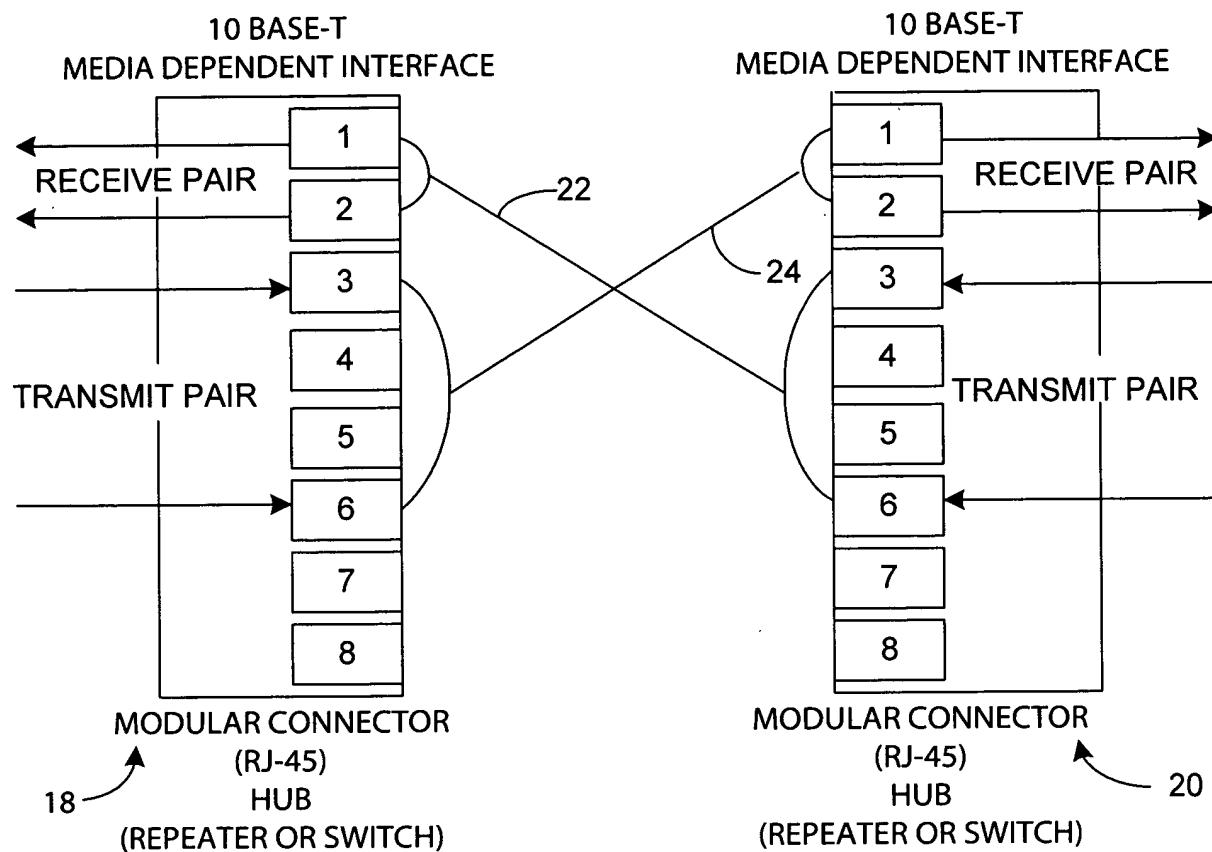 10 BASE-T
MEDIA DEPENDENT INTERFACE
10 BASE-T
MEDIA DEPENDENT INTERFACE
1
RECEIVE PAIR
2
3
4
TRANSMIT PAIR
5
6
7
8
22
24
1
RECEIVE PAIR
2
3
4
TRANSMIT PAIR
5
6
7
8
MODULAR CONNECTOR
(RJ-45)
HUB
(REPEATER OR SWITCH)
18
MODULAR CONNECTOR
(RJ-45)
HUB
(REPEATER OR SWITCH)
20